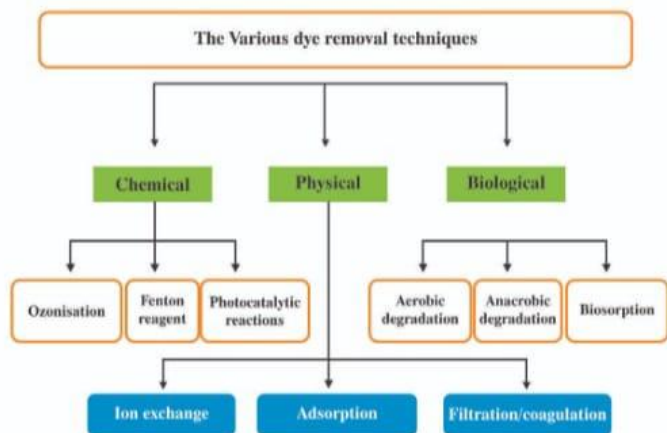 The Various dye removal techniques
Chemical
Physical
Biological
Ozonisation
Fenton
reagent
Photocatalytic
reactions
Aerobic
degradation
Anacrobic
degradation
Biosorption
Ion exchange
Adsorption
Filtration/coagulation